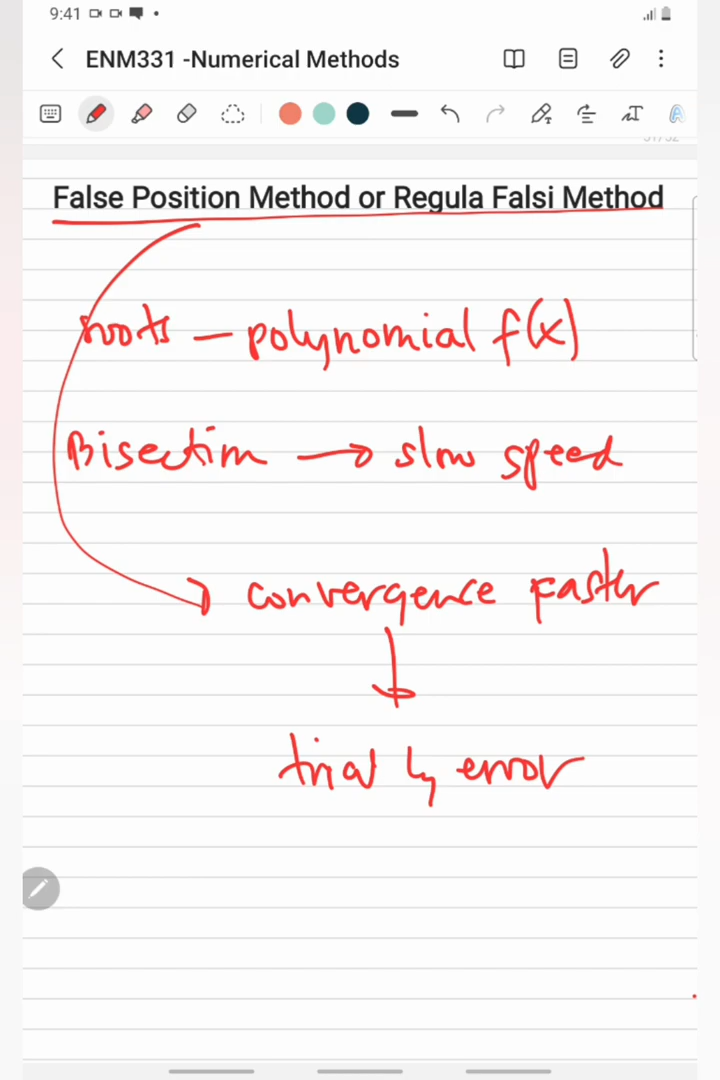 9:41
ENM331 -Numerical Methods
False Position Method or Regula Falsi Method
roots — polynomial f(x)
Bisection → slow speed
convergence faster
trial by error